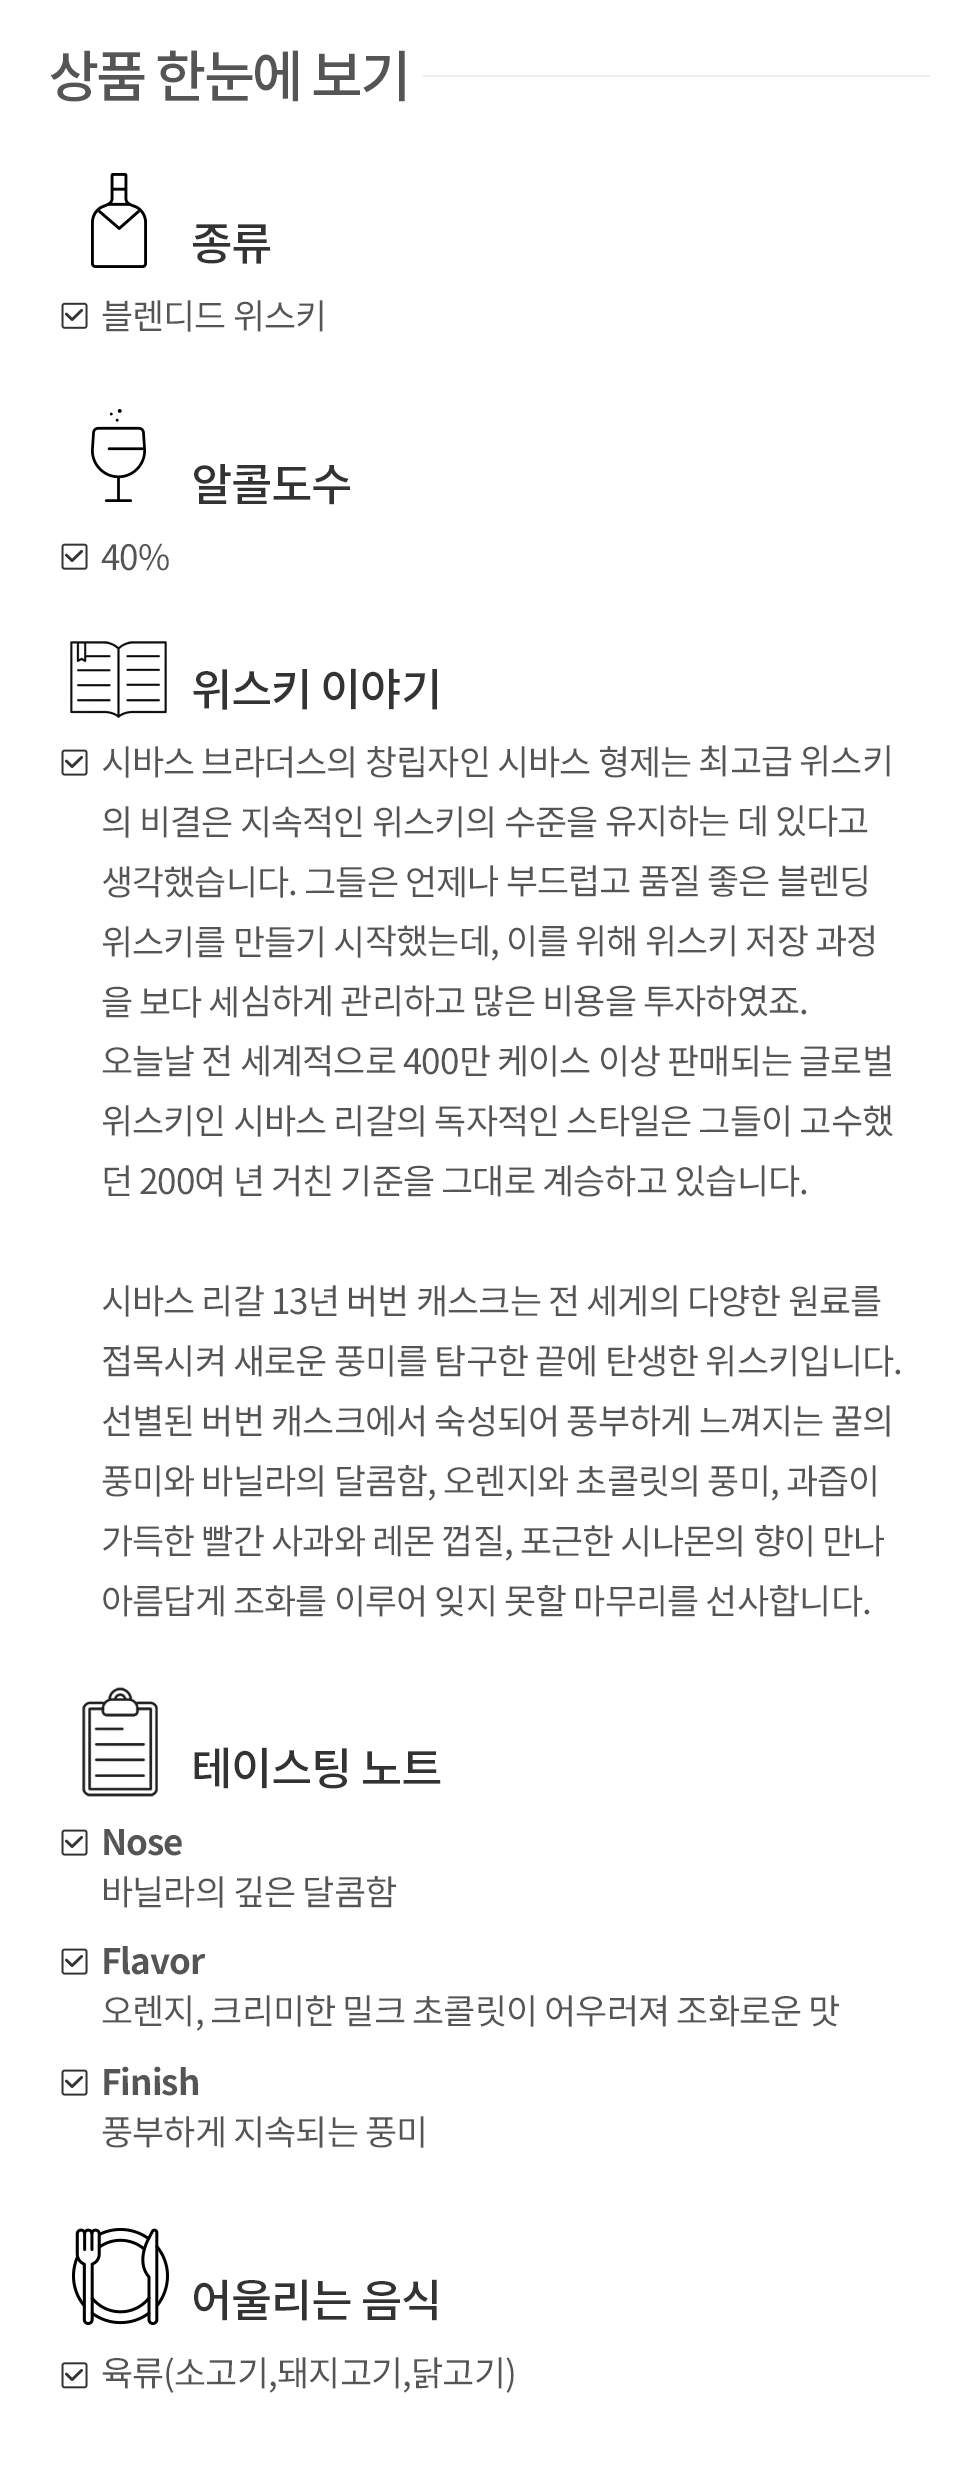 상품 한눈에 보기
종류
블렌디드 위스키
알콜도수
40%
위스키 이야기
시바스 브라더스의 창립자인 시바스 형제는 최고급 위스키
의 비결은 지속적인 위스키의 수준을 유지하는 데 있다고
생각했습니다. 그들은 언제나 부드럽고 품질 좋은 블렌딩
위스키를 만들기 시작했는데, 이를 위해 위스키 저장 과정
을 보다 세심하게 관리하고 많은 비용을 투자하였죠.
오늘날 전 세계적으로 400만 케이스 이상 판매되는 글로벌
위스키인 시바스 리갈의 독자적인 스타일은 그들이 고수했
던 200여 년 거친 기준을 그대로 계승하고 있습니다.
시바스 리갈 13년 버번 캐스크는 전 세게의 다양한 원료를
접목시켜 새로운 풍미를 탐구한 끝에 탄생한 위스키입니다.
선별된 버번 캐스크에서 숙성되어 풍부하게 느껴지는 꿀의
풍미와 바닐라의 달콤함, 오렌지와 초콜릿의 풍미, 과즙이
가득한 빨간 사과와 레몬 껍질, 포근한 시나몬의 향이 만나
아름답게 조화를 이루어 잊지 못할 마무리를 선사합니다.
테이스팅 노트
Nose
바닐라의 깊은 달콤함
Flavor
오렌지, 크리미한 밀크 초콜릿이 어우러져 조화로운 맛
Finish
풍부하게 지속되는 풍미
어울리는 음식
육류(소고기,돼지고기,닭고기)